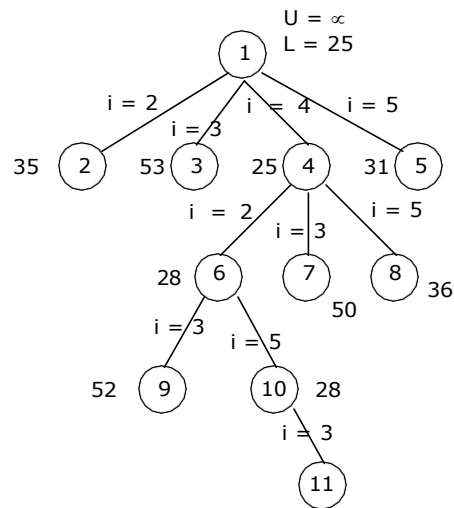 U = ∝
1
L = 25
i = 2
i = 3
i = 4
i = 5
35 2 53 3 25 4 31 5
i = 2
i = 3
i = 5
28 6 7 8 36
50
i = 3
i = 5
52 9 10 28
i = 3
11